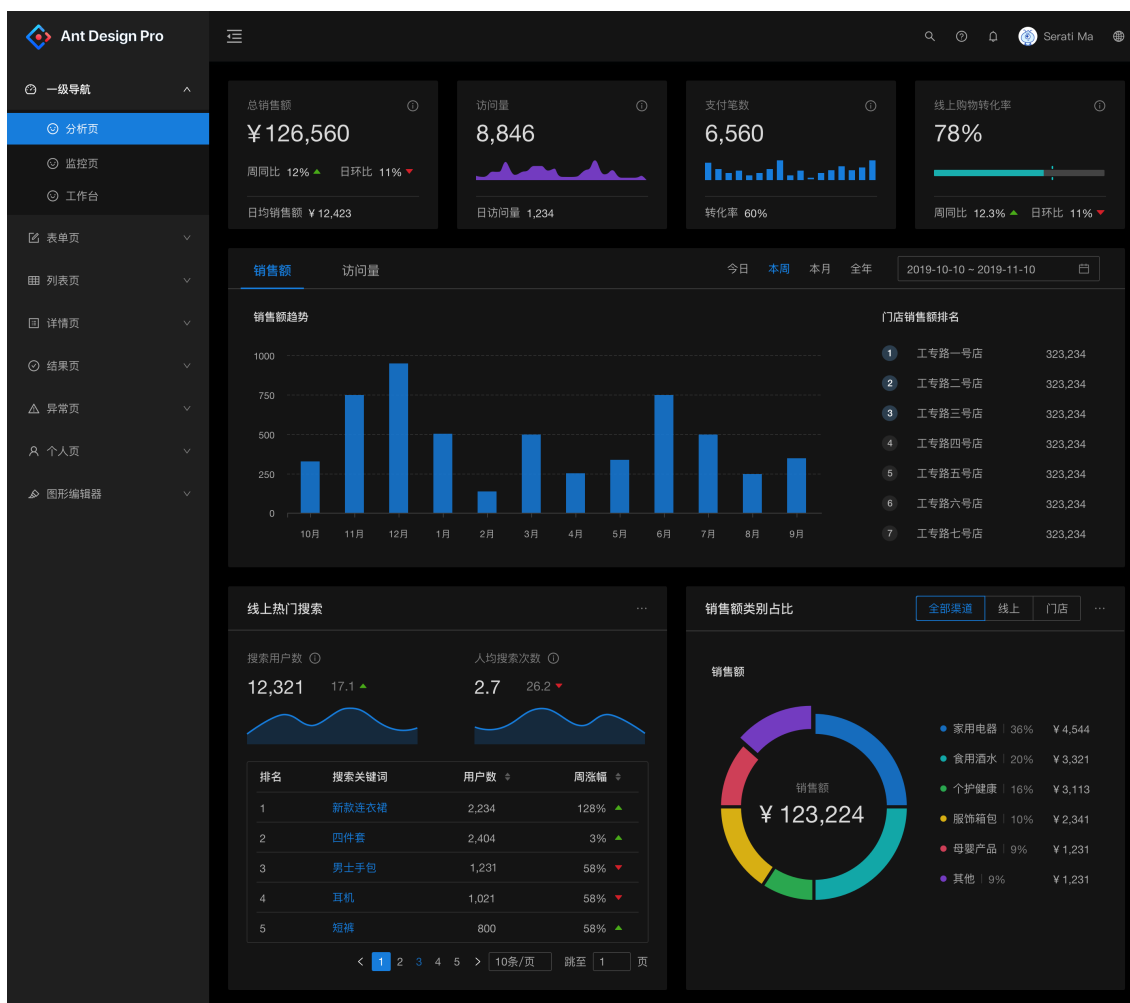 Ant Design Pro
Serati Ma
一级导航
分析页
监控页
工作台
表单页
列表页
详情页
结果页
异常页
个人页
图形编辑器
总销售额
¥126,560
周同比 12% 日环比 11%
日均销售额 ¥12,423
访问量
8,846
日访问量 1,234
支付笔数
6,560
转化率 60%
线上购物转化率
78%
周同比 12.3% 日环比 11%
销售额 访问量
今日 本周 本月 全年 2019-10-10 ~ 2019-11-10
销售额趋势
1000
750
500
250
0
10月 11月 12月 1月 2月 3月 4月 5月 6月 7月 8月 9月
门店销售额排名
1 工专路一号店 323,234
2 工专路二号店 323,234
3 工专路三号店 323,234
4 工专路四号店 323,234
5 工专路五号店 323,234
6 工专路六号店 323,234
7 工专路七号店 323,234
线上热门搜索 ···
搜索用户数
12,321 17.1
人均搜索次数
2.7 26.2
排名 搜索关键词 用户数 周涨幅
1 新款连衣裙 2,234 128%
2 四件套 2,404 3%
3 男士手包 1,231 58%
4 耳机 1,021 58%
5 短裤 800 58%
< 1 2 3 4 5 > 10条/页 跳至 1 页
销售额类别占比
全部渠道 线上 门店 ···
销售额
销售额
¥ 123,224
家用电器 | 36% ¥ 4,544
食用酒水 | 20% ¥ 3,321
个护健康 | 16% ¥ 3,113
服饰箱包 | 10% ¥ 2,341
母婴产品 | 9% ¥ 1,231
其他 | 9% ¥ 1,231